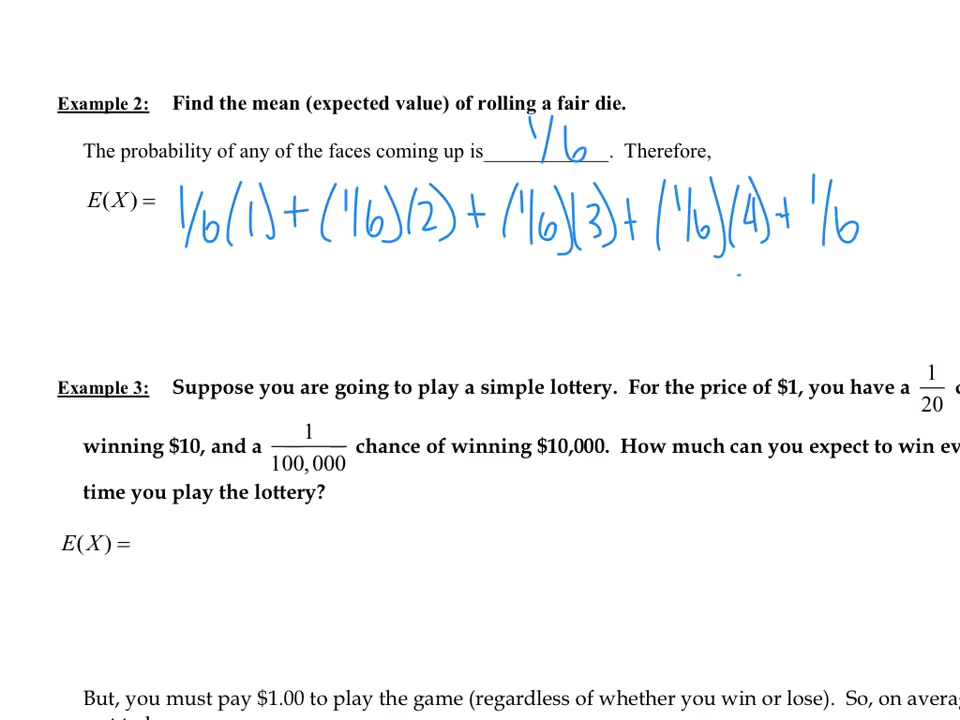 Example 2: Find the mean (expected value) of rolling a fair die.
The probability of any of the faces coming up is 1/6. Therefore,
E(X) = 1/6(1) + (1/6)(2) + (1/6)(3) + (1/6)(4) + 1/6
Example 3: Suppose you are going to play a simple lottery. For the price of $1, you have a 1/20
winning $10, and a 1/100,000 chance of winning $10,000. How much can you expect to win ev
time you play the lottery?
E(X) =
But, you must pay $1.00 to play the game (regardless of whether you win or lose). So, on avera